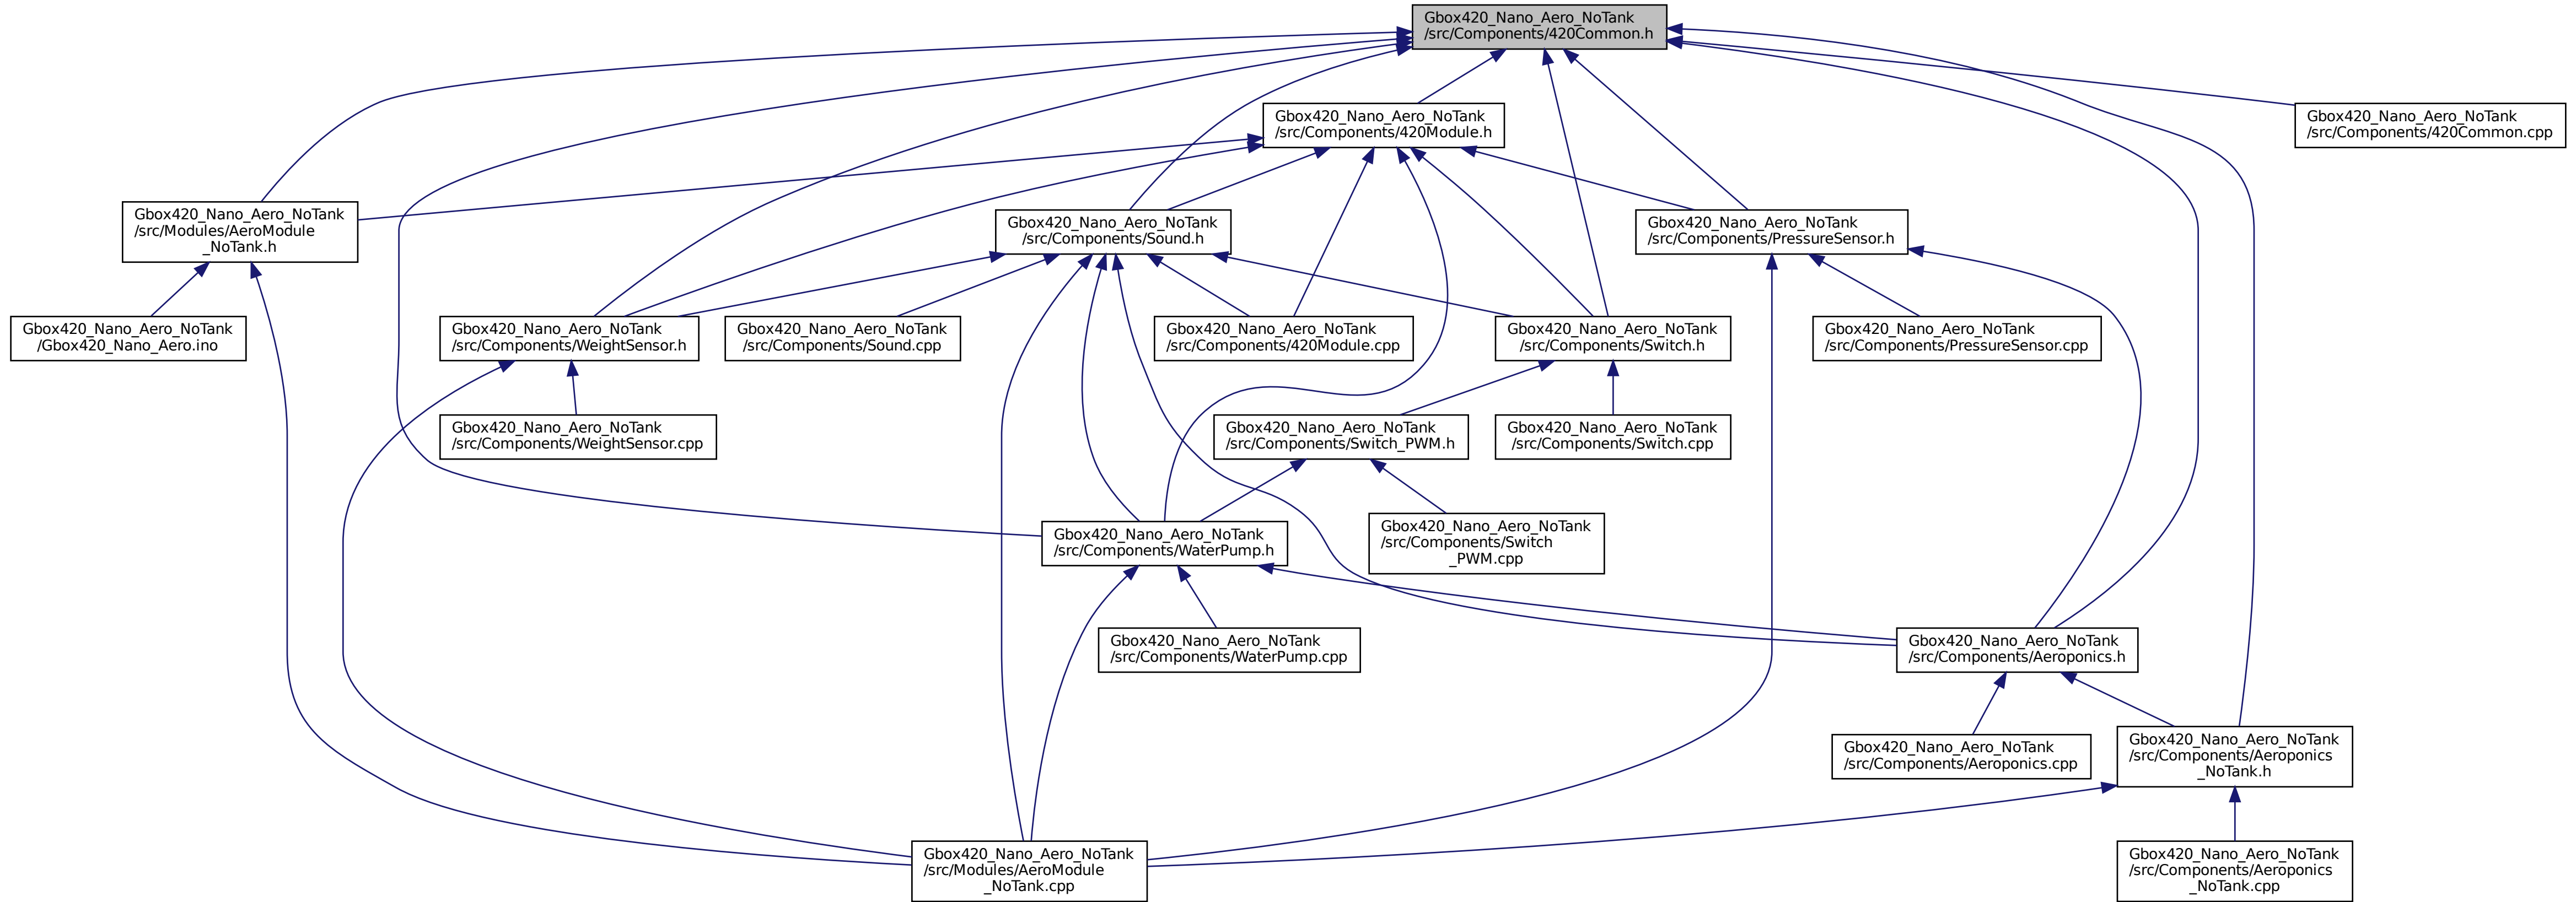 Gbox420_Nano_Aero_NoTank
/src/Components/420Common.h
Gbox420_Nano_Aero_NoTank
/src/Components/420Module.h
Gbox420_Nano_Aero_NoTank
/src/Components/420Common.cpp
Gbox420_Nano_Aero_NoTank
/src/Modules/AeroModule
_NoTank.h
Gbox420_Nano_Aero_NoTank
/src/Components/Sound.h
Gbox420_Nano_Aero_NoTank
/src/Components/PressureSensor.h
Gbox420_Nano_Aero_NoTank
/Gbox420_Nano_Aero.ino
Gbox420_Nano_Aero_NoTank
/src/Components/WeightSensor.h
Gbox420_Nano_Aero_NoTank
/src/Components/Sound.cpp
Gbox420_Nano_Aero_NoTank
/src/Components/420Module.cpp
Gbox420_Nano_Aero_NoTank
/src/Components/Switch.h
Gbox420_Nano_Aero_NoTank
/src/Components/PressureSensor.cpp
Gbox420_Nano_Aero_NoTank
/src/Components/WeightSensor.cpp
Gbox420_Nano_Aero_NoTank
/src/Components/Switch_PWM.h
Gbox420_Nano_Aero_NoTank
/src/Components/Switch.cpp
Gbox420_Nano_Aero_NoTank
/src/Components/WaterPump.h
Gbox420_Nano_Aero_NoTank
/src/Components/Switch
_PWM.cpp
Gbox420_Nano_Aero_NoTank
/src/Components/WaterPump.cpp
Gbox420_Nano_Aero_NoTank
/src/Components/Aeroponics.h
Gbox420_Nano_Aero_NoTank
/src/Components/Aeroponics.cpp
Gbox420_Nano_Aero_NoTank
/src/Components/Aeroponics
_NoTank.h
Gbox420_Nano_Aero_NoTank
/src/Modules/AeroModule
_NoTank.cpp
Gbox420_Nano_Aero_NoTank
/src/Components/Aeroponics
_NoTank.cpp